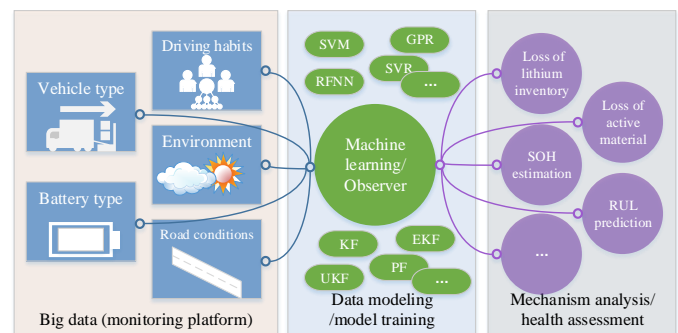 Driving habits
Vehicle type
Environment
Battery type
Road conditions
Big data (monitoring platform)
SVM
GPR
RFNN
SVR
...
Machine
learning/
Observer
KF
EKF
UKF
PF
...
Data modeling
/model training
Loss of
lithium
inventory
Loss of
active
material
SOH
estimation
RUL
prediction
...
Mechanism analysis/
health assessment